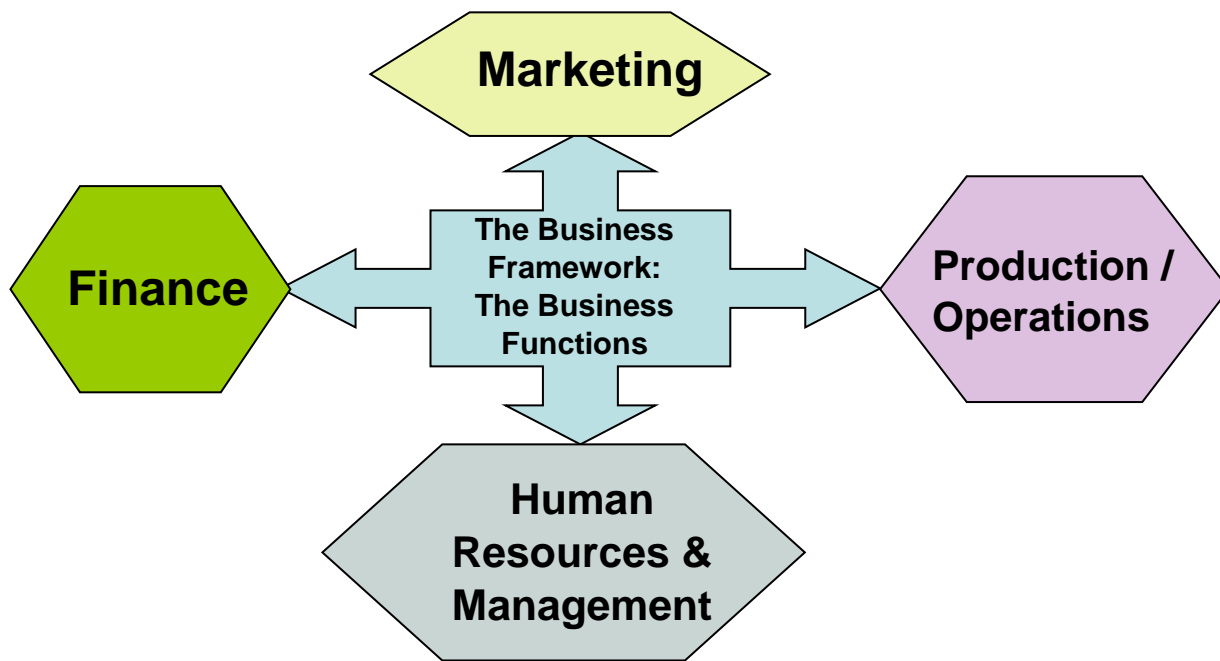 Marketing
The Business
Framework:
The Business
Functions
Finance
Production /
Operations
Human
Resources &
Management